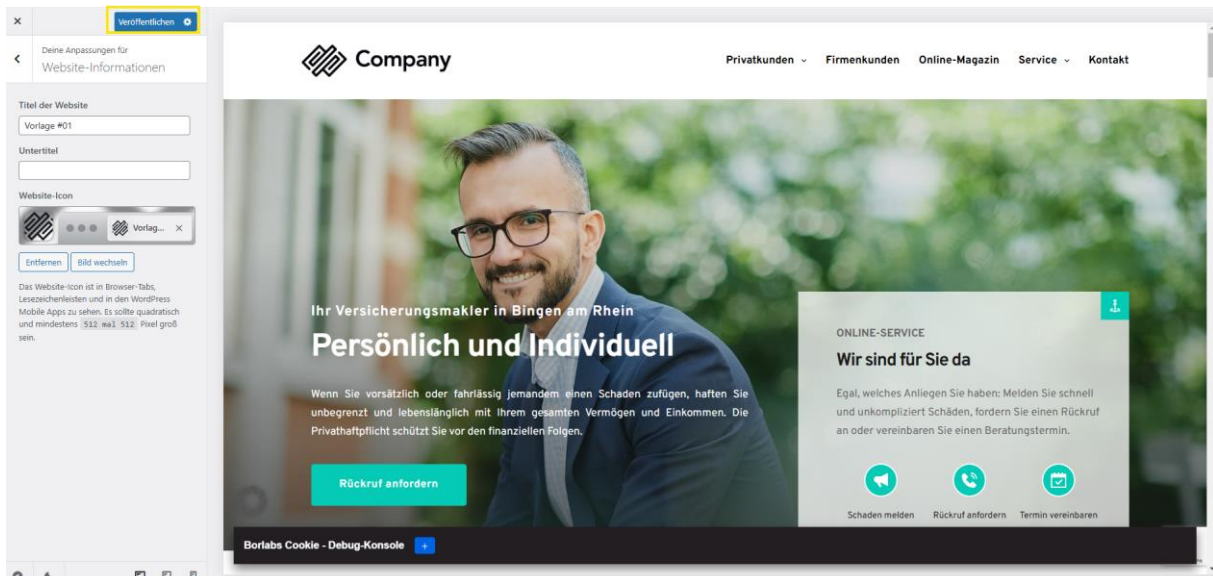 Veröffentlichen
Deine Anpassungen für
Website-Informationen
Titel der Website
Vorlage #01
Untertitel
Website-Icon
Vorlag...
Entfernen
Bild wechseln
Das Website-Icon ist in Browser-Tabs,
Lesezeichenleisten und in den WordPress
Mobile Apps zu sehen. Es sollte quadratisch
und mindestens 512 mal 512 Pixel groß
sein.
Company
Privatkunden Firmenkunden Online-Magazin Service Kontakt
Ihr Versicherungsmakler in Bingen am Rhein
Persönlich und Individuell
Wenn Sie vorsätzlich oder fahrlässig jemandem einen Schaden zufügen, haften Sie
unbegrenzt und lebenslänglich mit Ihrem gesamten Vermögen und Einkommen. Die
Privathaftpflicht schützt Sie vor den finanziellen Folgen.
Rückruf anfordern
ONLINE-SERVICE
Wir sind für Sie da
Egal, welches Anliegen Sie haben: Melden Sie schnell
und unkompliziert Schäden, fordern Sie einen Rückruf
an oder vereinbaren Sie einen Beratungstermin.
Schaden melden Rückruf anfordern Termin vereinbaren
Borlabs Cookie - Debug-Konsole +